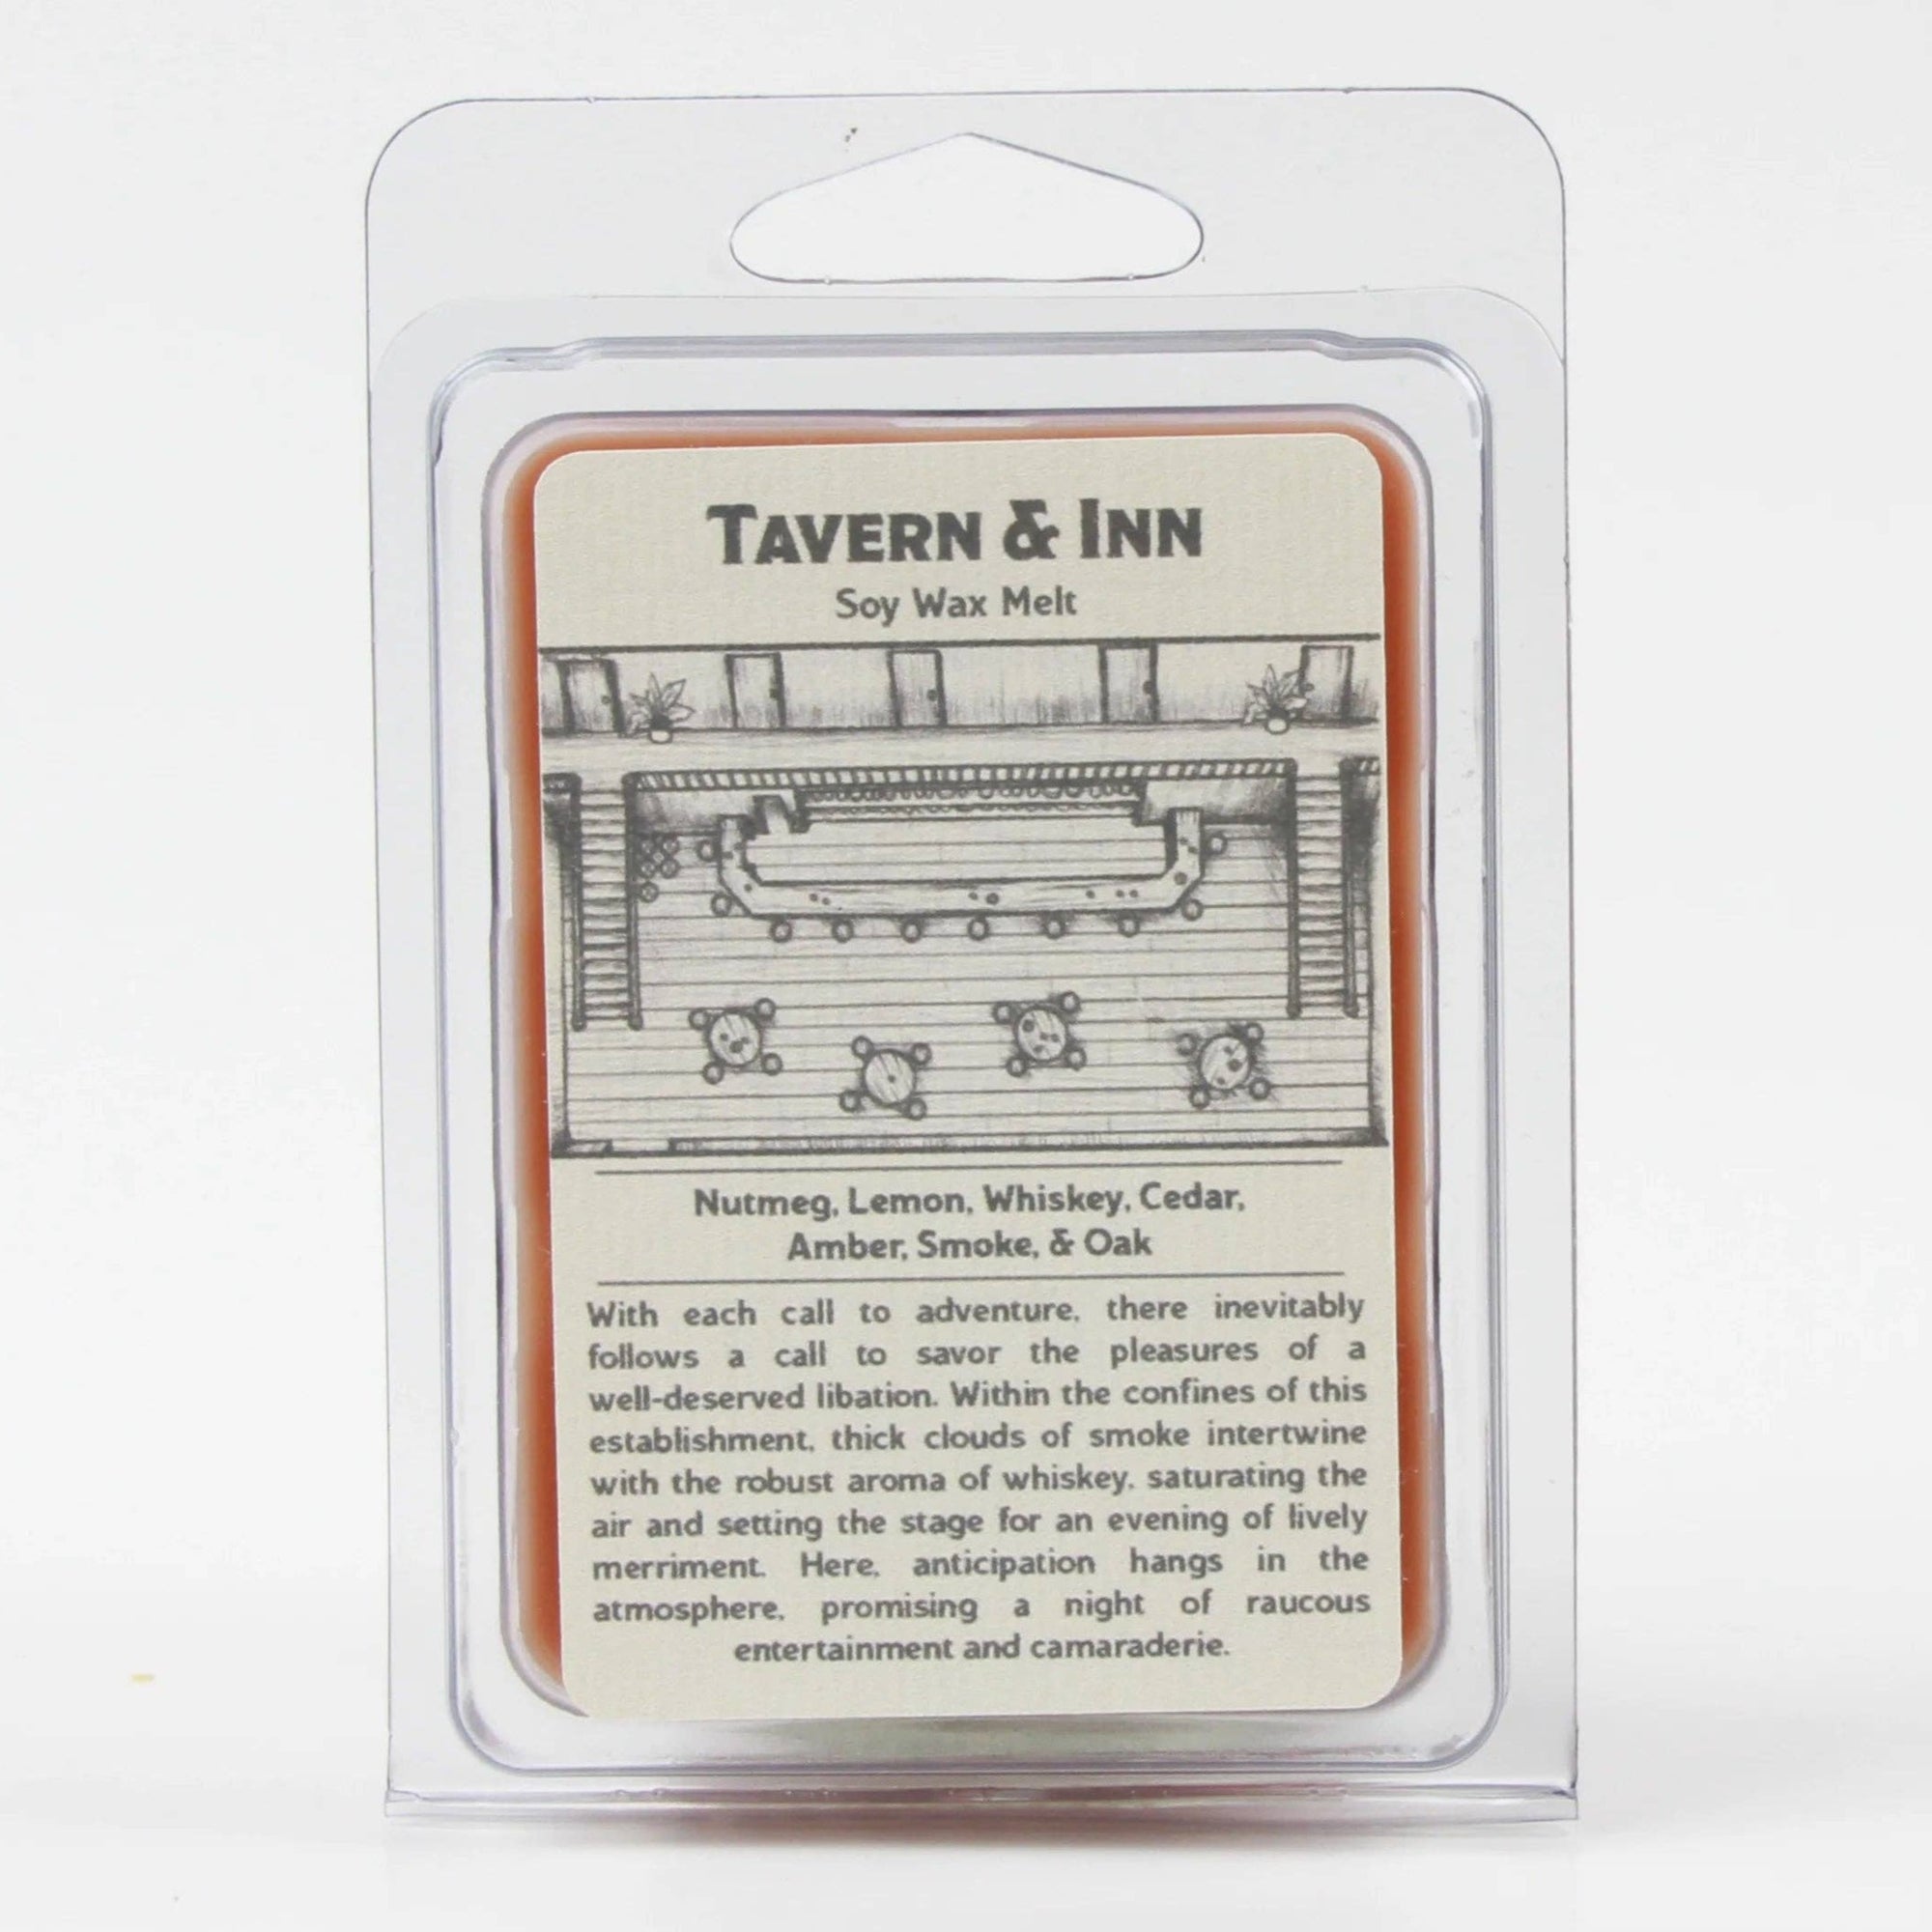 Tavern & Inn
Soy Wax Melt
Nutmeg, Lemon, Whiskey, Cedar,
Amber, Smoke, & Oak
With each call to adventure, there inevitably
follows a call to savor the pleasures of a
well-deserved libation. Within the confines of this
establishment, thick clouds of smoke intertwine
with the robust aroma of whiskey, saturating the
air and setting the stage for an evening of lively
merriment. Here, anticipation hangs in the
atmosphere, promising a night of raucous
entertainment and camaraderie.